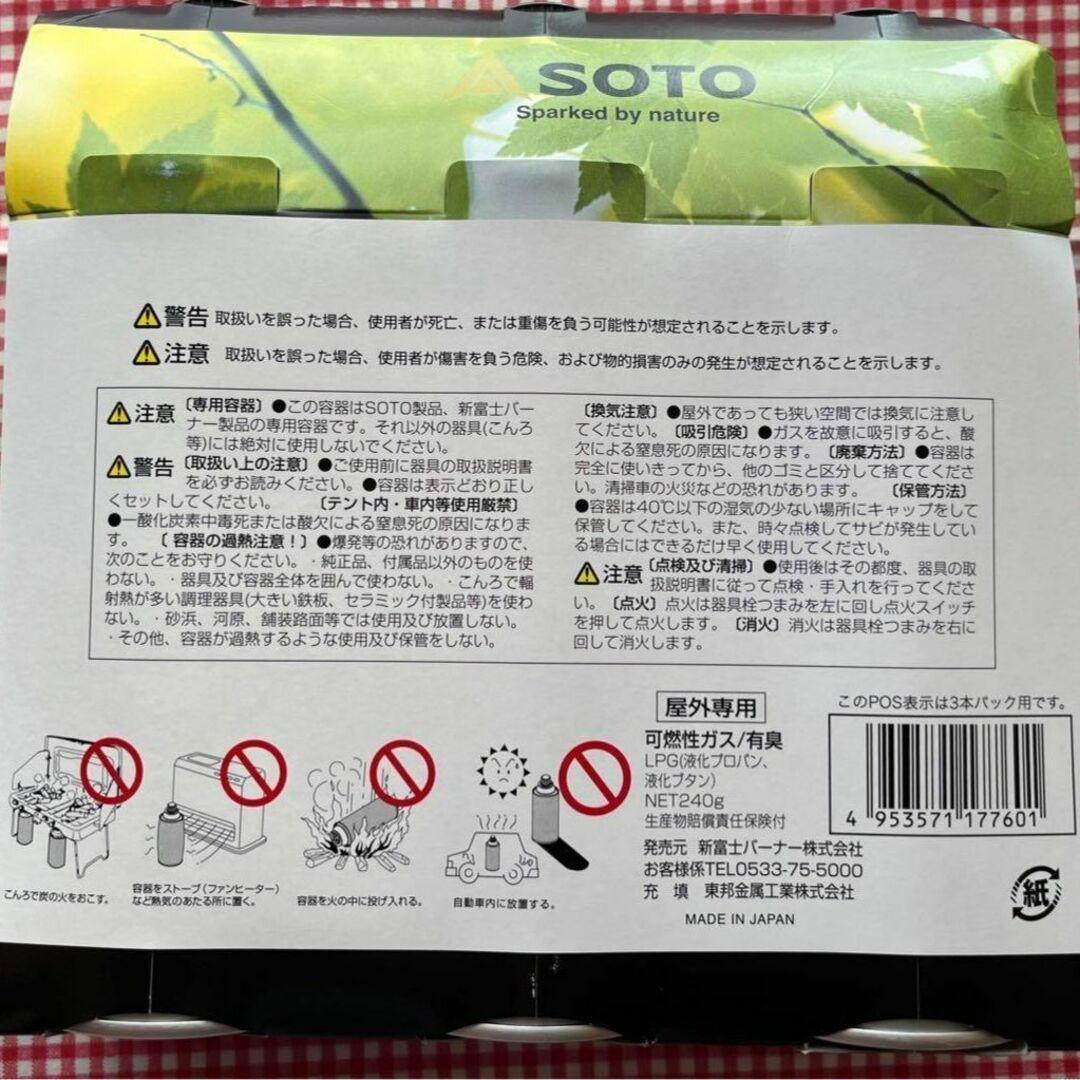 SOTO
Sparked by nature
⚠警告 取扱いを誤った場合、使用者が死亡、または重傷を負う可能性が想定されることを示します。
⚠注意 取扱いを誤った場合、使用者が傷害を負う危険、および物的損害のみの発生が想定されることを示します。
⚠注意〔専用容器〕●この容器はSOTO製品、新富士バー
ナー製品の専用容器です。それ以外の器具(こんろ
等)には絶対に使用しないでください。
⚠警告〔取扱い上の注意〕●ご使用前に器具の取扱説明書
を必ずお読みください。●容器は表示どおり正し
くセットしてください。〔テント内・車内等使用厳禁〕
●一酸化炭素中毒死または酸欠による窒息死の原因になりま
す。〔 容器の過熱注意！〕●爆発等の恐れがありますので、
次のことをお守りください。・純正品、付属品以外のものを使
わない。・器具及び容器全体を囲んで使わない。・こんろで輻
射熱が多い調理器具(大きい鉄板、セラミック付製品等)を使わ
ない。・砂浜、河原、舗装路面等では使用及び放置しない。
・その他、容器が過熱するような使用及び保管をしない。
〔換気注意〕●屋外であっても狭い空間では換気に注意し
てください。〔吸引危険〕●ガスを故意に吸引すると、酸
欠による窒息死の原因になります。〔廃棄方法〕●容器は
完全に使いきってから、他のゴミと区分して捨ててくださ
い。清掃車の火災などの恐れがあります。〔保管方法〕
●容器は40℃以下の湿気の少ない場所にキャップをして
保管してください。また、時々点検してサビが発生してい
る場合にはできるだけ早く使用してください。
⚠注意〔点検及び清掃〕●使用後はその都度、器具の取
扱説明書に従って点検・手入れを行ってくださ
い。〔点火〕点火は器具栓つまみを左に回し点火スイッチ
を押して点火します。〔消火〕消火は器具栓つまみを右に
回して消火します。
こんろで炭の火をおこす。
容器をストーブ(ファンヒーター)
など熱気のあたる所に置く。
容器を火の中に投げ入れる。
自動車内に放置する。
屋外専用
可燃性ガス/有臭
LPG(液化プロパン、
液化ブタン)
NET240g
生産物賠償責任保険付
発売元 新富士バーナー株式会社
お客様係TEL0533-75-5000
充 填 東邦金属工業株式会社
MADE IN JAPAN
このPOS表示は3本パック用です。
4 953571 177601
紙